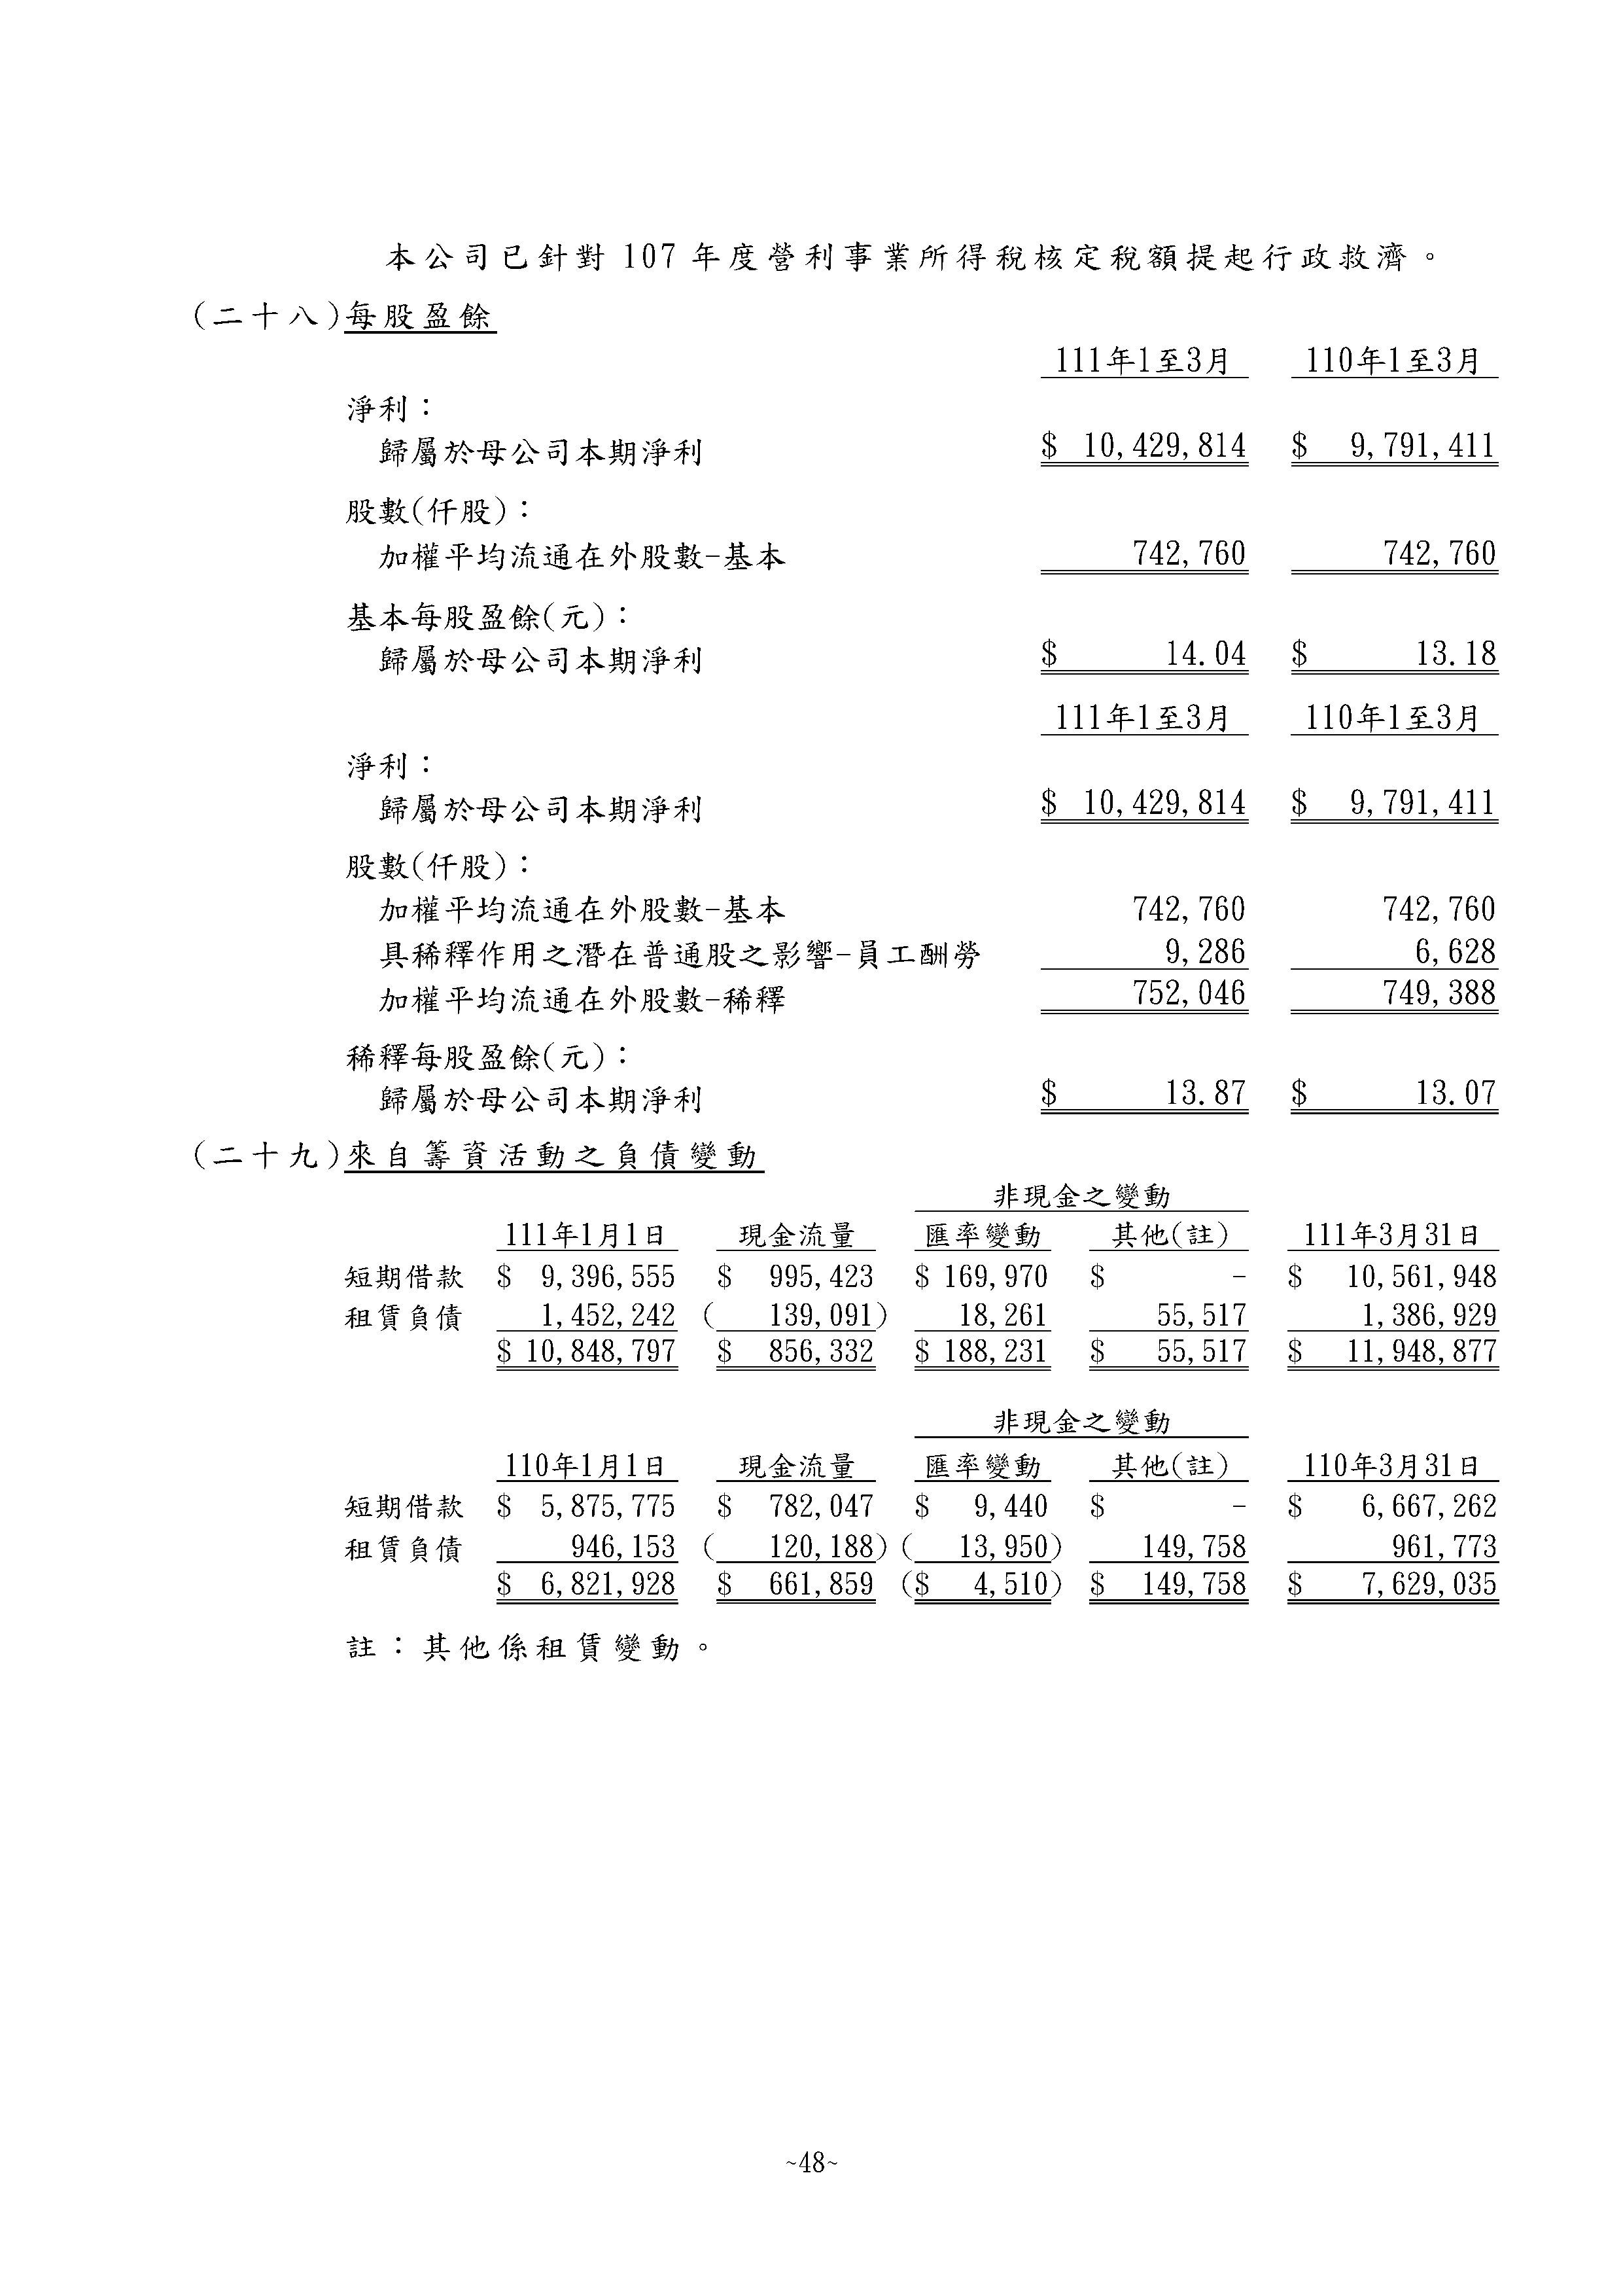 本公司已針對 107 年度營利事業所得稅核定稅額提起行政救濟。
(二十八)每股盈餘
111年1至3月 110年1至3月
淨利：
歸屬於母公司本期淨利 $ 10,429,814 $ 9,791,411
股數(仟股)：
加權平均流通在外股數-基本 742,760 742,760
基本每股盈餘(元)：
歸屬於母公司本期淨利 $ 14.04 $ 13.18
111年1至3月 110年1至3月
淨利：
歸屬於母公司本期淨利 $ 10,429,814 $ 9,791,411
股數(仟股)：
加權平均流通在外股數-基本 742,760 742,760
具稀釋作用之潛在普通股之影響-員工酬勞 9,286 6,628
加權平均流通在外股數-稀釋 752,046 749,388
稀釋每股盈餘(元)：
歸屬於母公司本期淨利 $ 13.87 $ 13.07
(二十九)來自籌資活動之負債變動
非現金之變動
111年1月1日 現金流量 匯率變動 其他(註) 111年3月31日
短期借款 $ 9,396,555 $ 995,423 $ 169,970 $ - $ 10,561,948
租賃負債 1,452,242 ( 139,091) 18,261 55,517 1,386,929
$ 10,848,797 $ 856,332 $ 188,231 $ 55,517 $ 11,948,877
非現金之變動
110年1月1日 現金流量 匯率變動 其他(註) 110年3月31日
短期借款 $ 5,875,775 $ 782,047 $ 9,440 $ - $ 6,667,262
租賃負債 946,153 ( 120,188) ( 13,950) 149,758 961,773
$ 6,821,928 $ 661,859 ($ 4,510) $ 149,758 $ 7,629,035
註：其他係租賃變動。
~48~